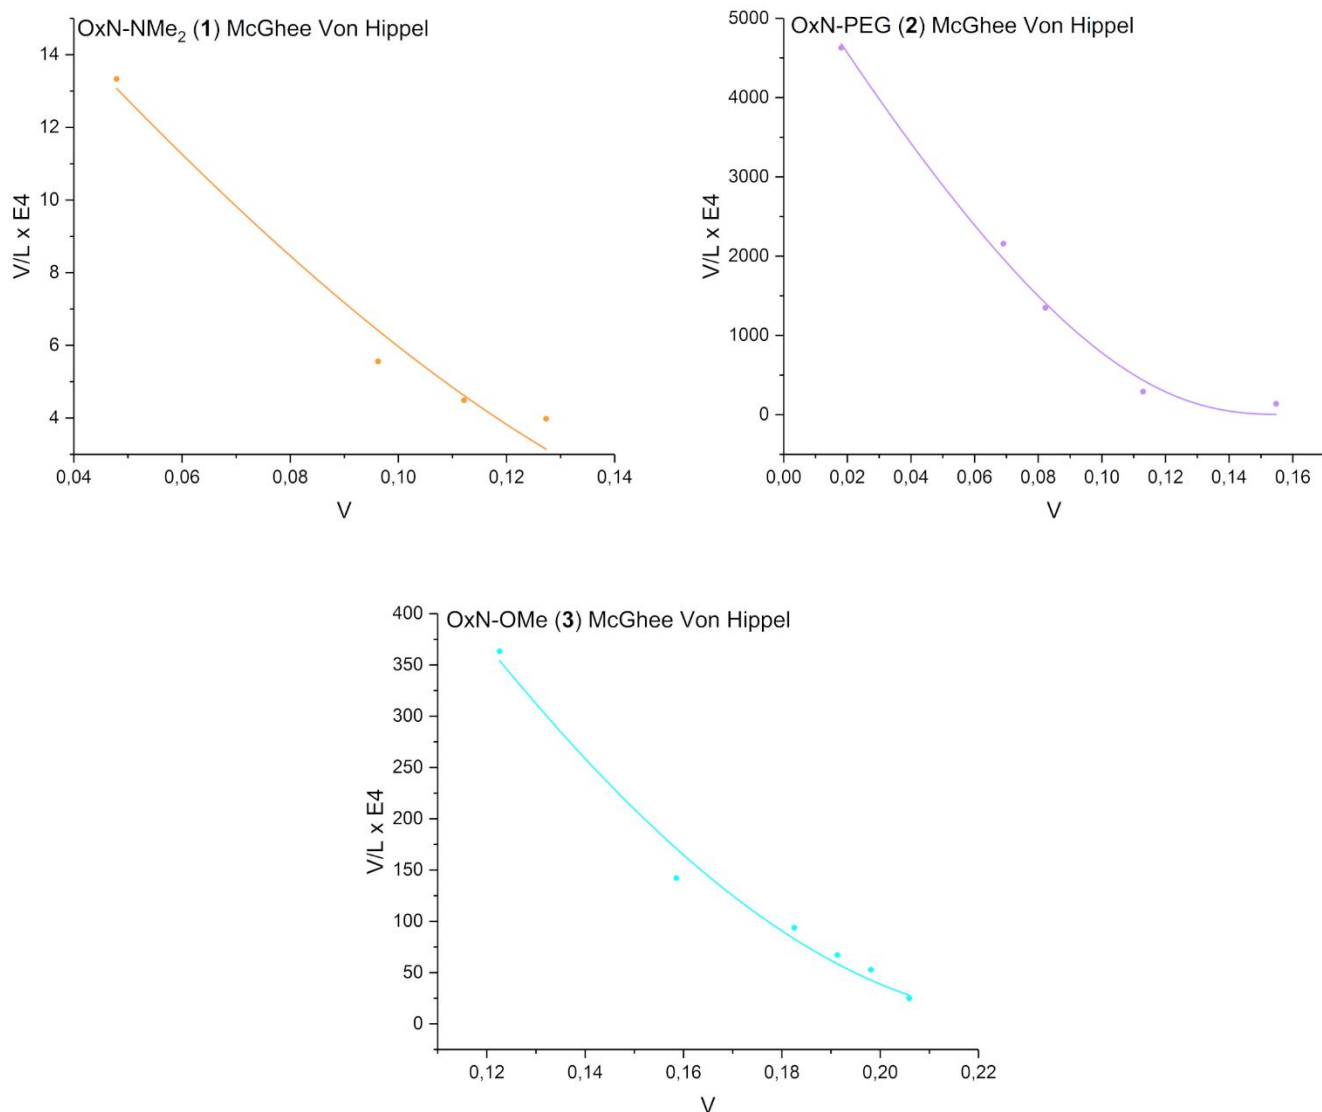 OxN-NMe₂ (1) McGhee Von Hippel
14
12
10
8
6
4
V/L x E4
0,04 0,06 0,08 0,10 0,12 0,14
V
OxN-PEG (2) McGhee Von Hippel
5000
4000
3000
2000
1000
0
V/L x E4
0,00 0,02 0,04 0,06 0,08 0,10 0,12 0,14 0,16
V
OxN-OMe (3) McGhee Von Hippel
400
350
300
250
200
150
100
50
0
V/L x E4
0,12 0,14 0,16 0,18 0,20 0,22
V